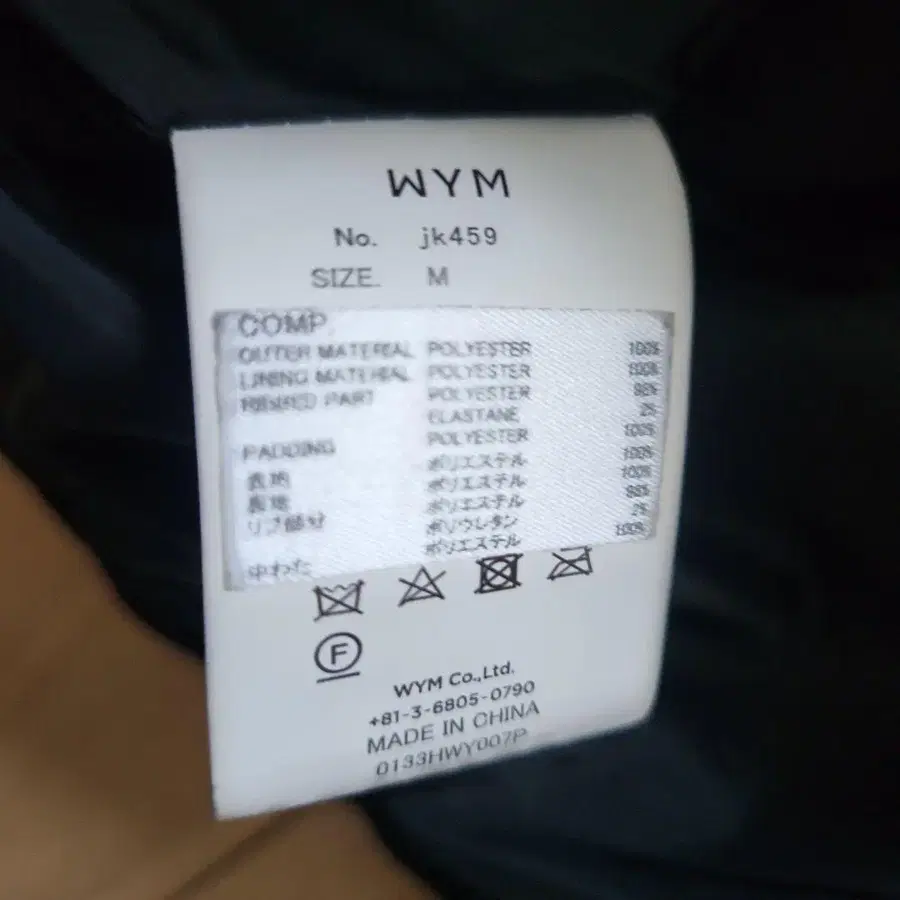 WYM
No. jk459
SIZE. M
COMP.
OUTER MATERIAL POLYESTER 100%
LINING MATERIAL POLYESTER 100%
RIBBED PART POLYESTER 98%
ELASTANE 2%
PADDING POLYESTER 100%
表地 ポリエステル 100%
裏地 ポリエステル 100%
リブ部分 ポリエステル 98%
ポリウレタン 2%
中わた ポリエステル 100%
F
WYM Co.,Ltd.
+81-3-6805-0790
MADE IN CHINA
0133HWY007P